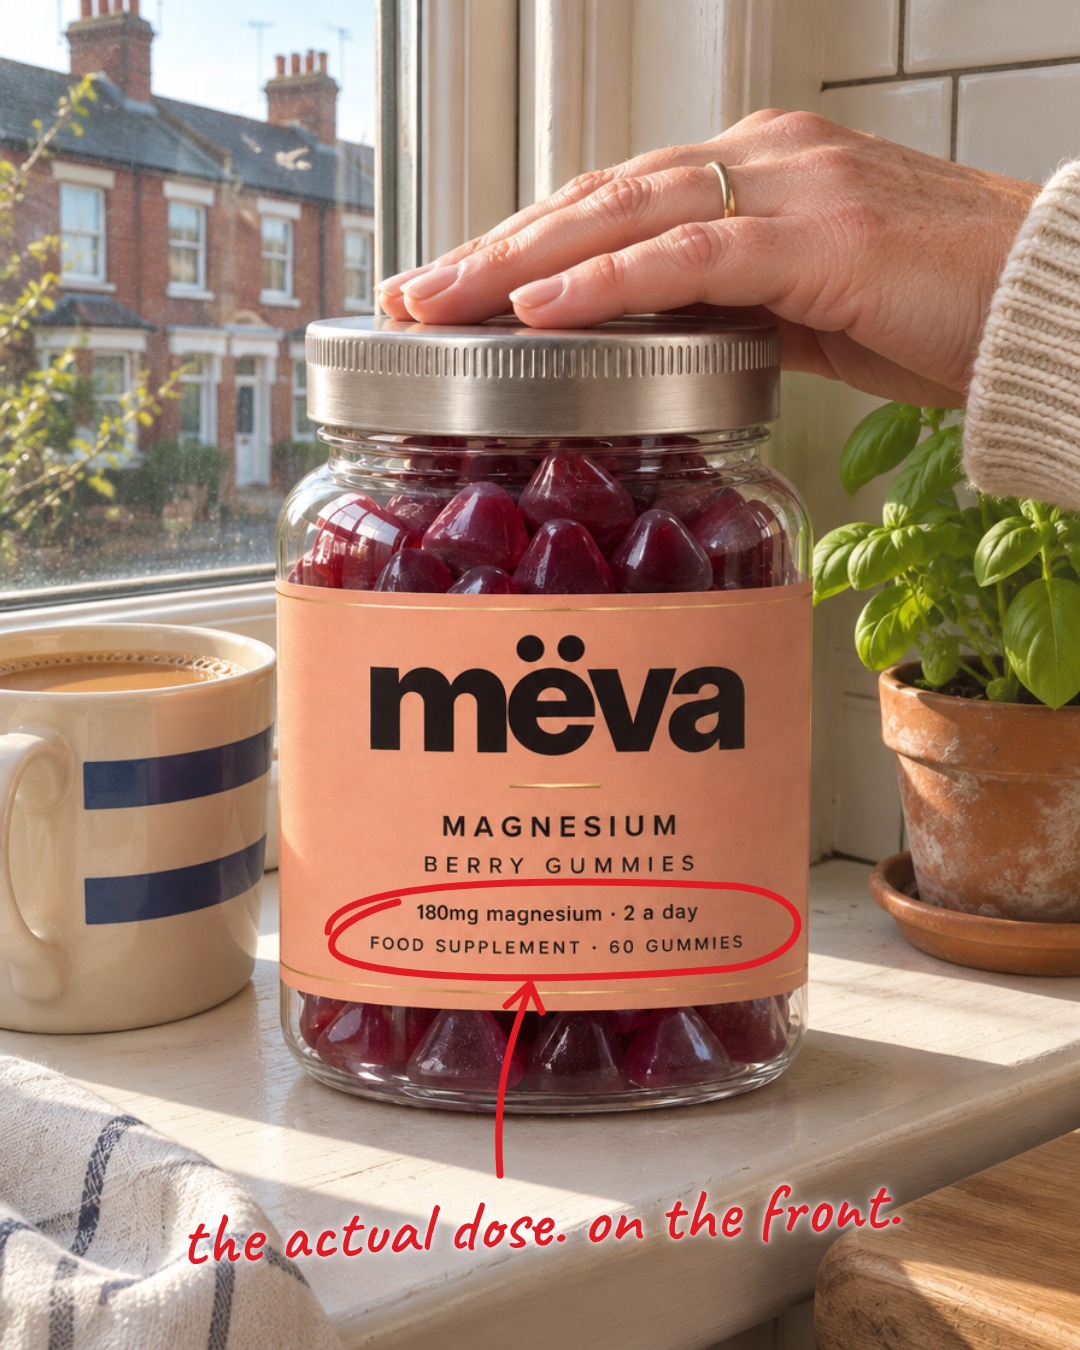 mëva
MAGNESIUM
BERRY GUMMIES
180mg magnesium · 2 a day
FOOD SUPPLEMENT · 60 GUMMIES
the actual dose. on the front.